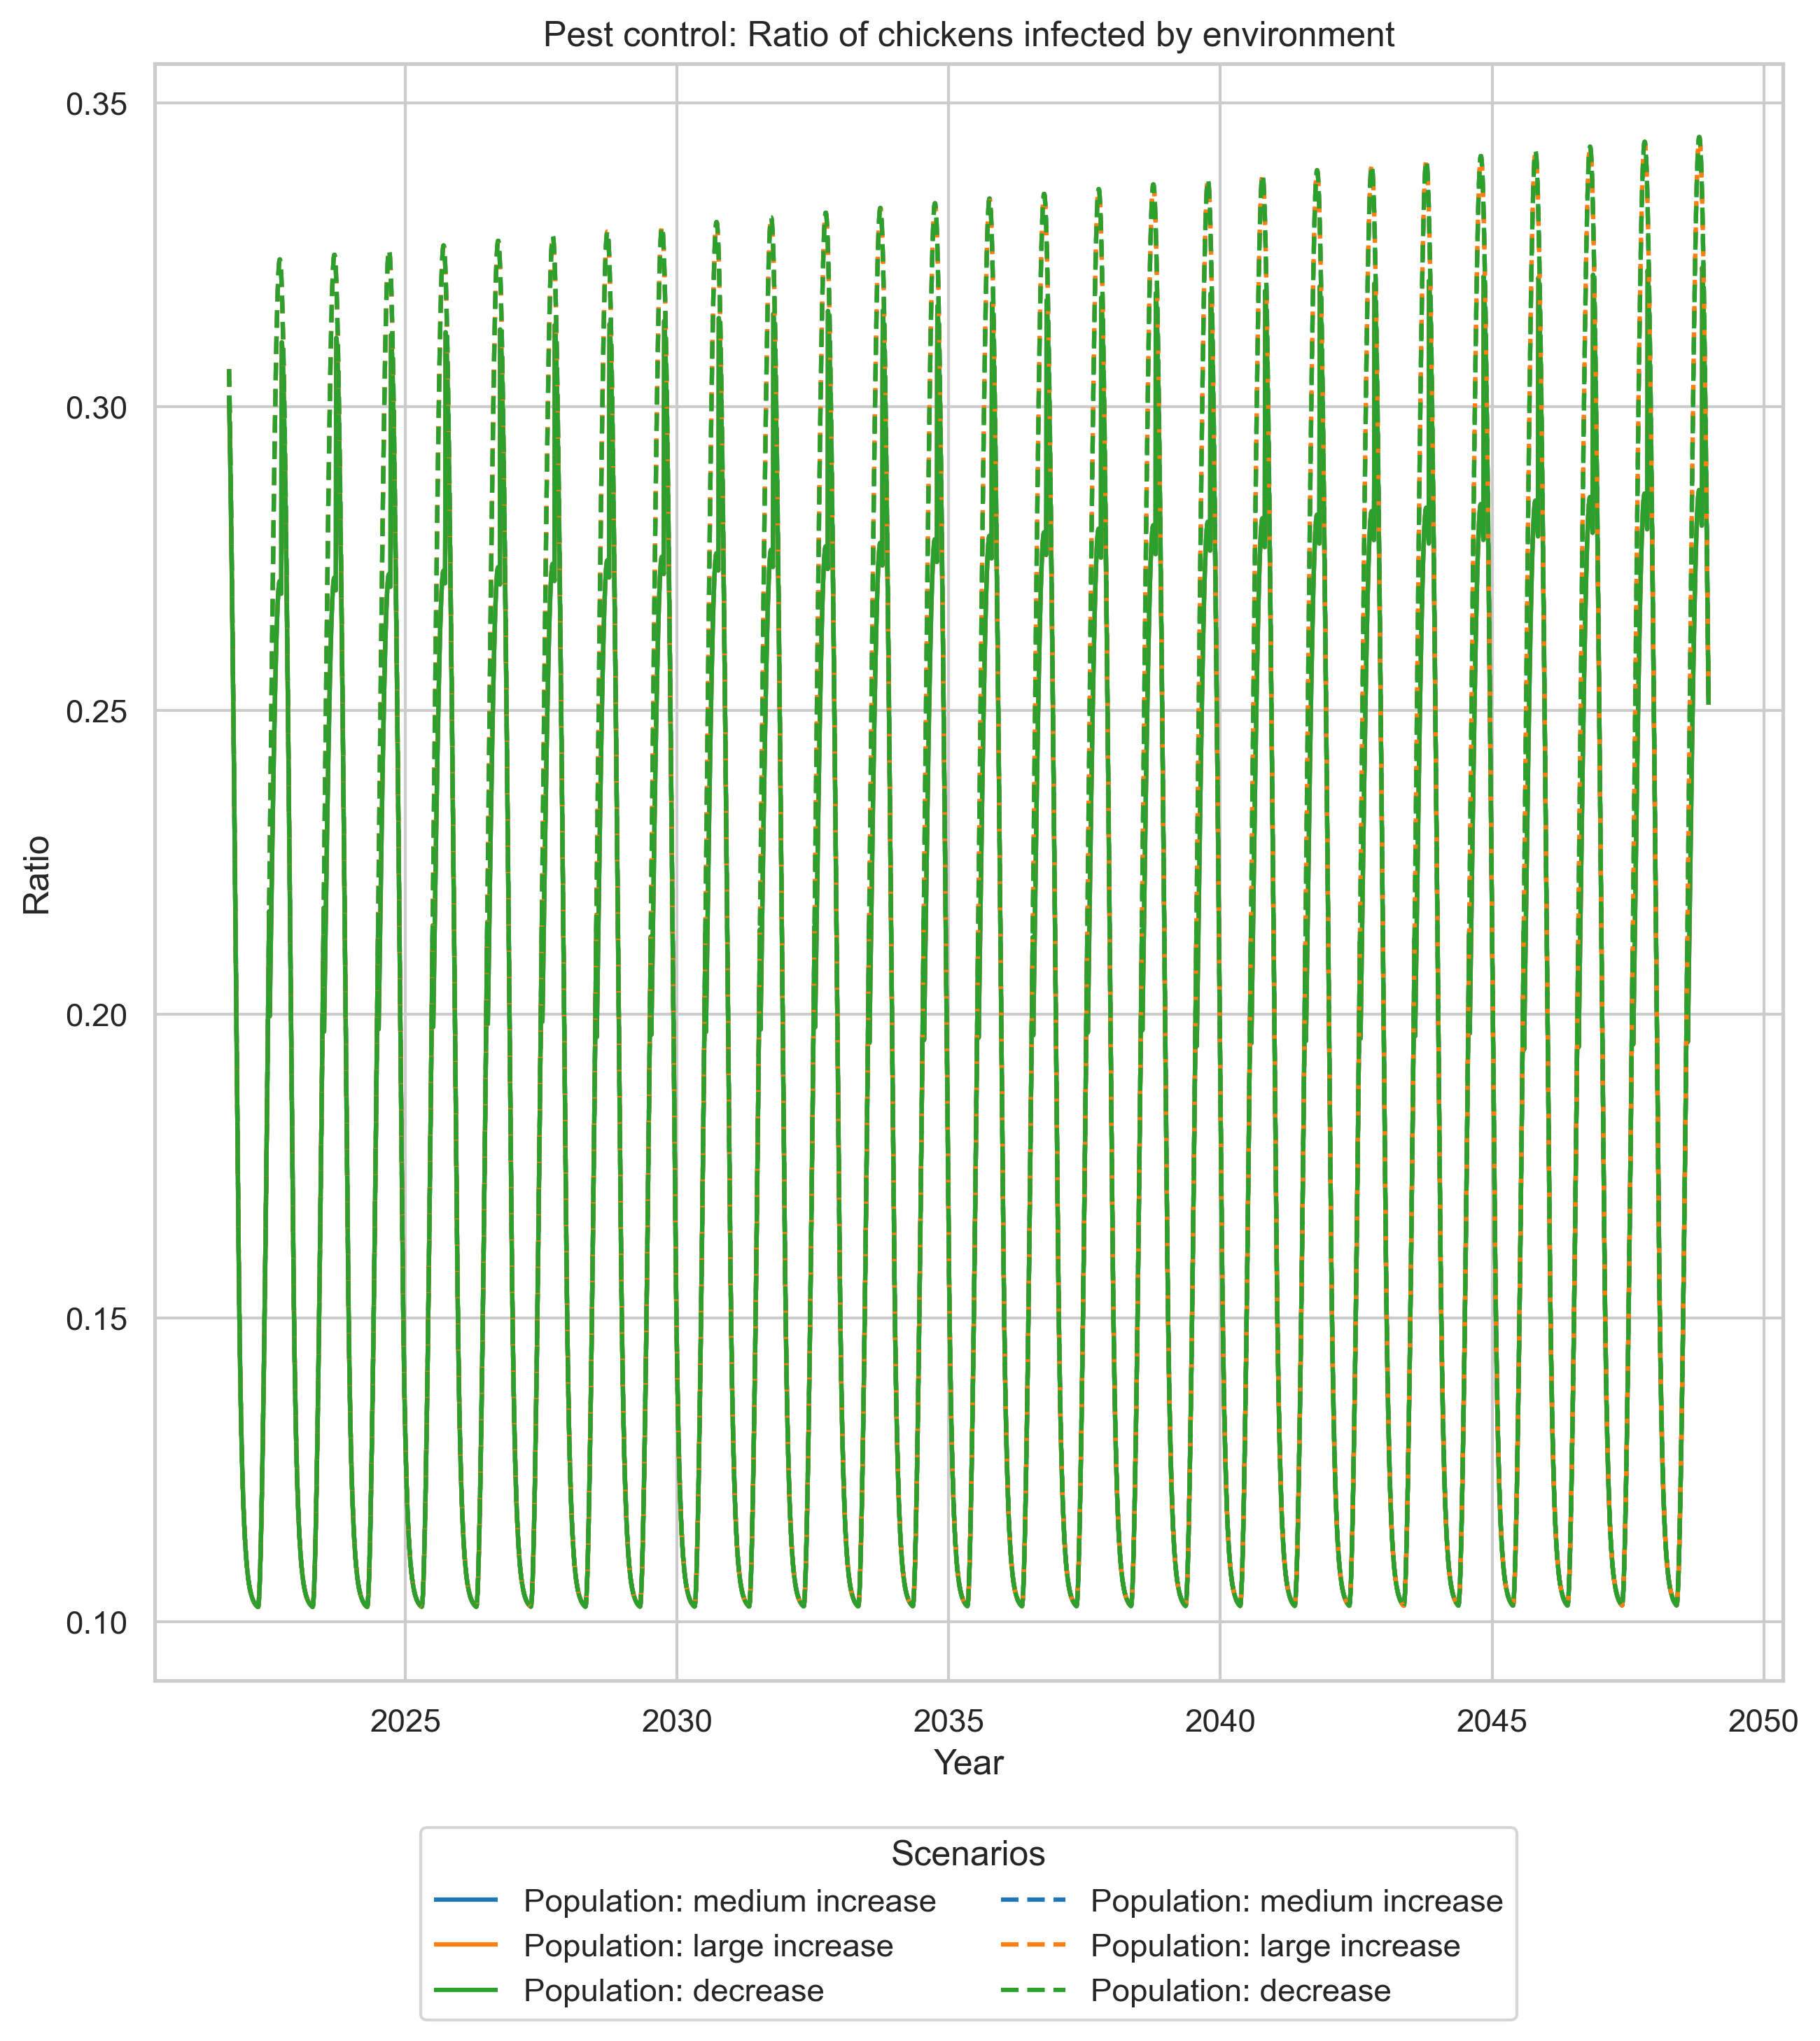 Pest control: Ratio of chickens infected by environment
0.35
0.30
0.25
0.20
0.15
0.10
Ratio
2025 2030 2035 2040 2045 2050
Year
Scenarios
Population: medium increase Population: medium increase
Population: large increase Population: large increase
Population: decrease Population: decrease